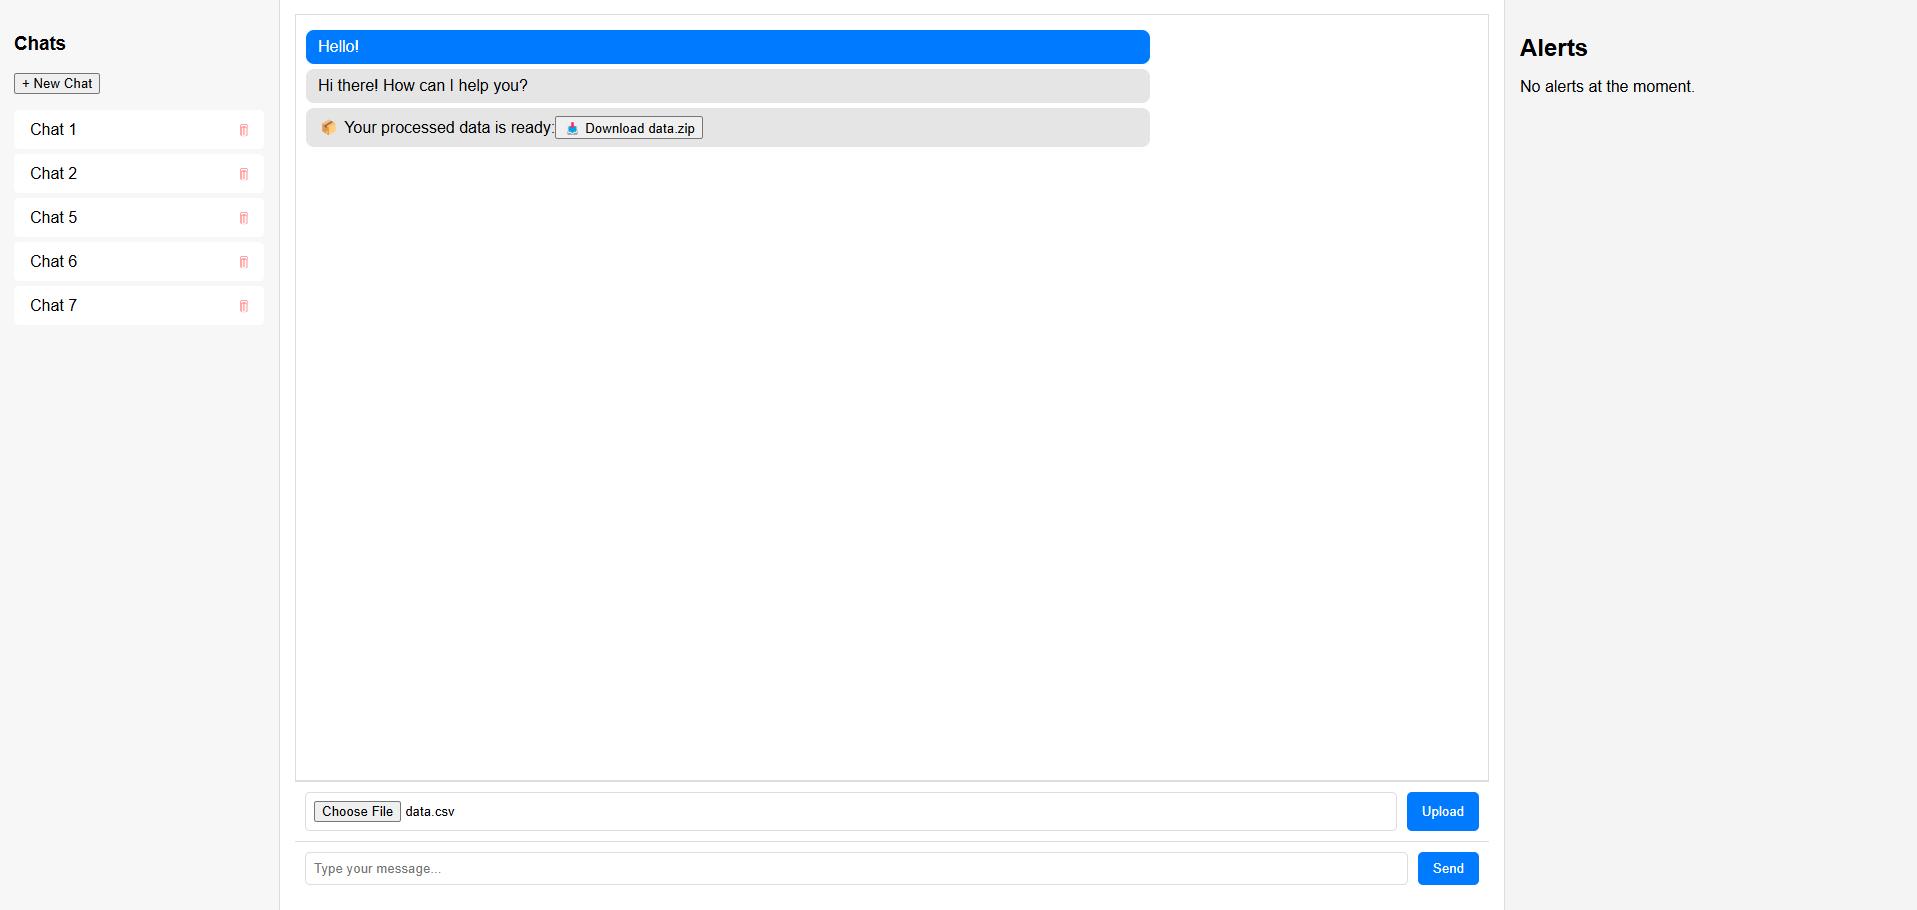 Chats
+ New Chat
Chat 1
Chat 2
Chat 5
Chat 6
Chat 7
Hello!
Hi there! How can I help you?
📦 Your processed data is ready: 📥 Download data.zip
Choose File data.csv
Upload
Type your message...
Send
Alerts
No alerts at the moment.